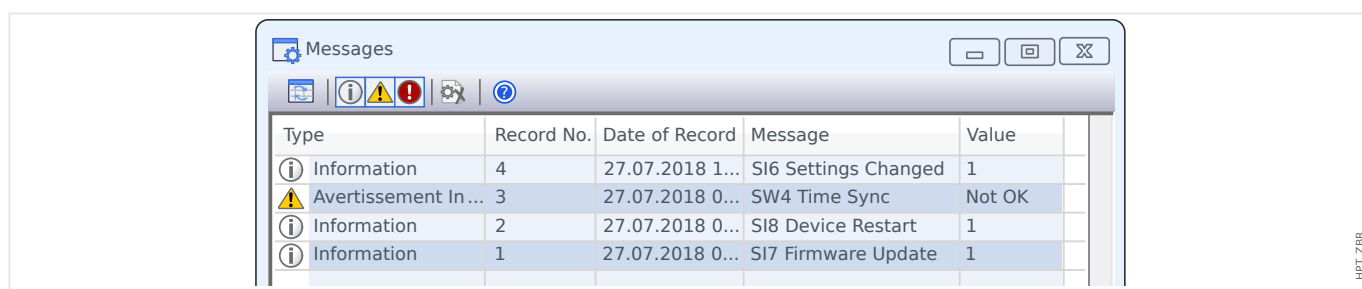 Messages
Type Record No. Date of Record Message Value
Information 4 27.07.2018 1... SI6 Settings Changed 1
Avertissement In... 3 27.07.2018 0... SW4 Time Sync Not OK
Information 2 27.07.2018 0... SI8 Device Restart 1
Information 1 27.07.2018 0... SI7 Firmware Update 1